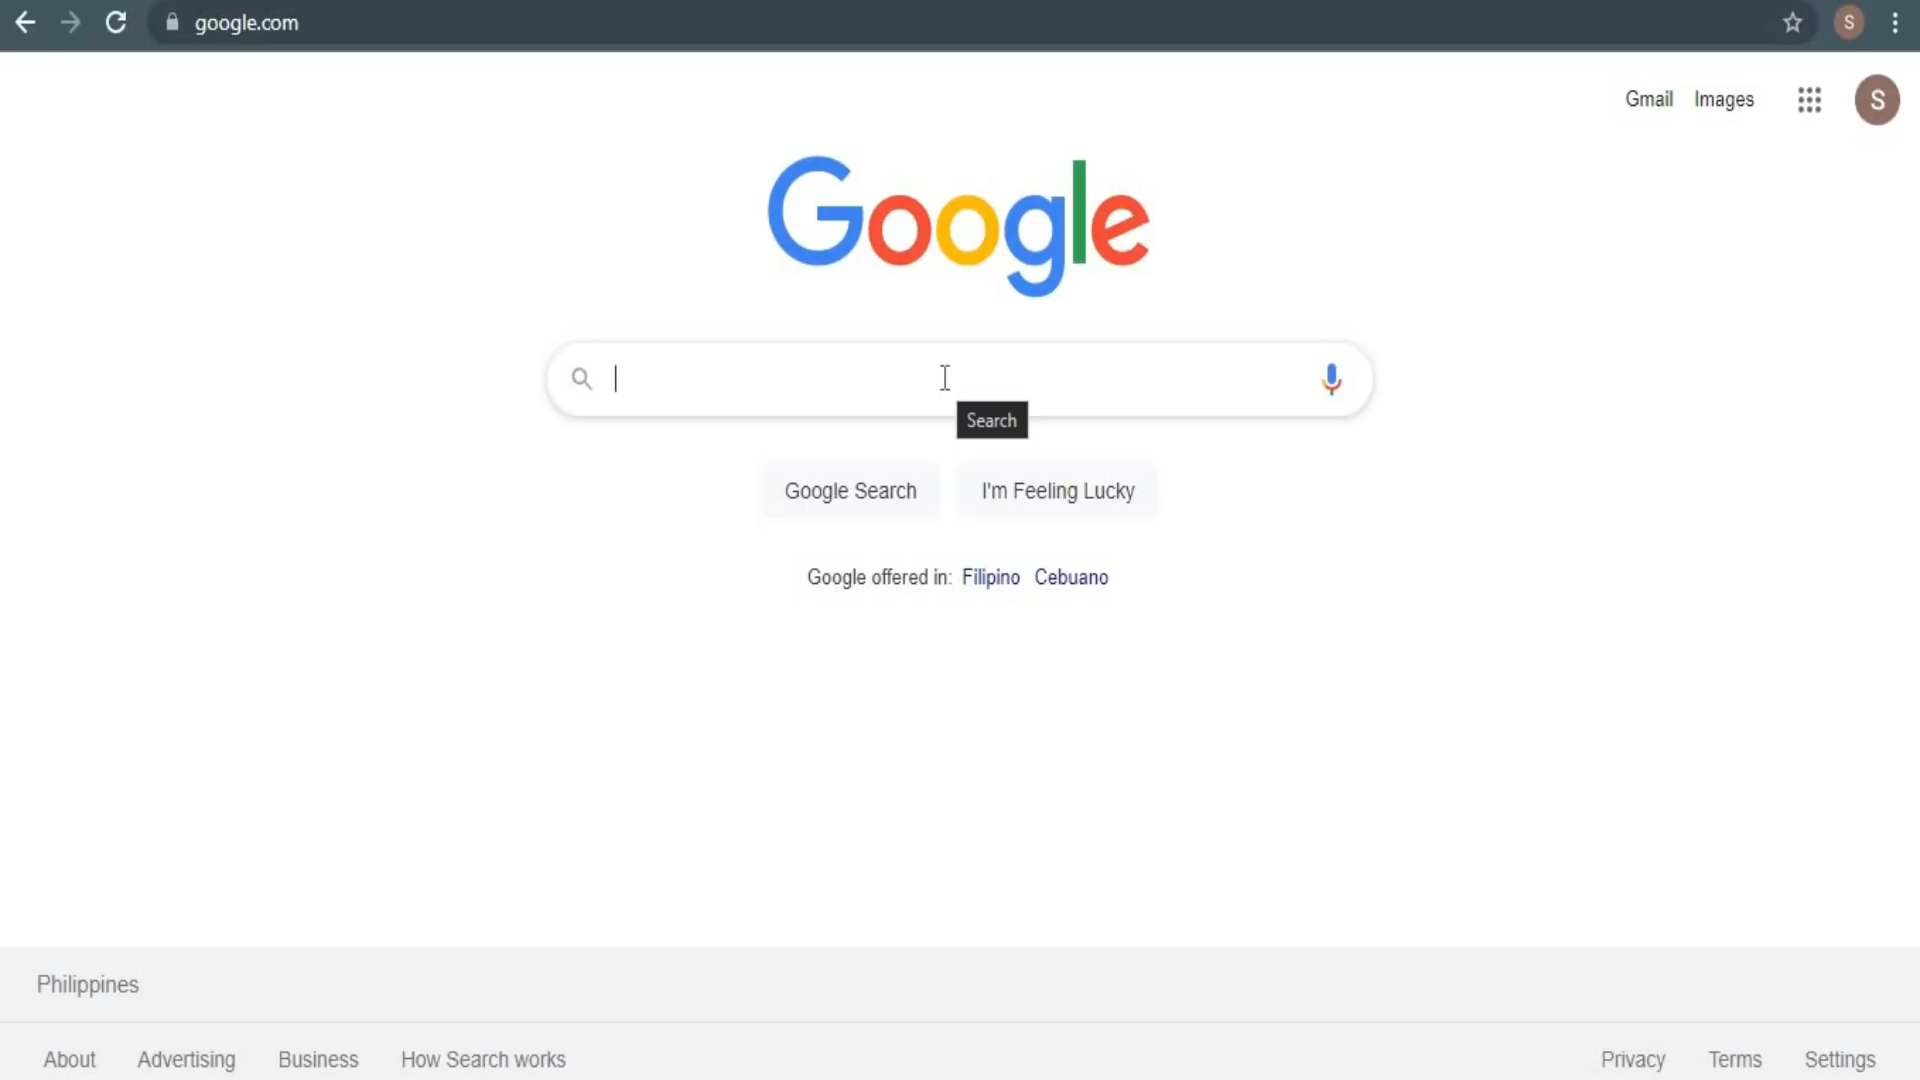 google.com
S
Gmail Images
S
Google
Search
Google Search I'm Feeling Lucky
Google offered in: Filipino Cebuano
Philippines
About Advertising Business How Search works
Privacy Terms Settings